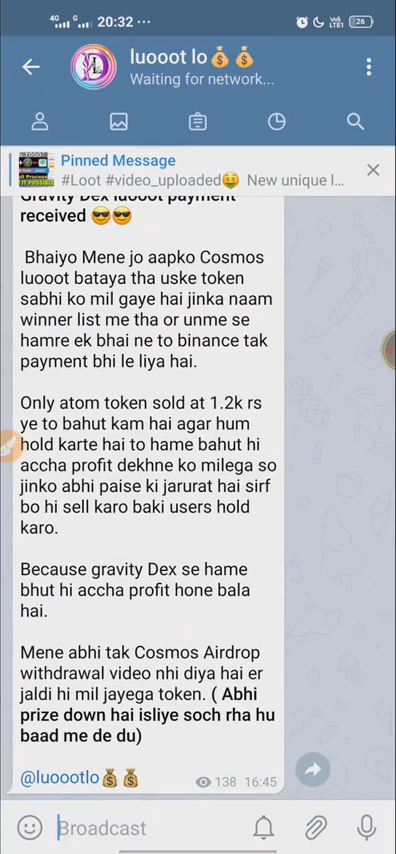 4G G 20:32 ··· Vo) LTE1 26
luooot lo💰💰
Waiting for network...
Pinned Message
#Loot #video_uploaded🤑 New unique l...
Gravity Dex luooot payment
received 😎😎
Bhaiyo Mene jo aapko Cosmos
luooot bataya tha uske token
sabhi ko mil gaye hai jinka naam
winner list me tha or unme se
hamre ek bhai ne to binance tak
payment bhi le liya hai.
Only atom token sold at 1.2k rs
ye to bahut kam hai agar hum
hold karte hai to hame bahut hi
accha profit dekhne ko milega so
jinko abhi paise ki jarurat hai sirf
bo hi sell karo baki users hold
karo.
Because gravity Dex se hame
bhut hi accha profit hone bala
hai.
Mene abhi tak Cosmos Airdrop
withdrawal video nhi diya hai er
jaldi hi mil jayega token. ( Abhi
prize down hai isliye soch rha hu
baad me de du)
@luoootlo💰💰 138 16:45
Broadcast